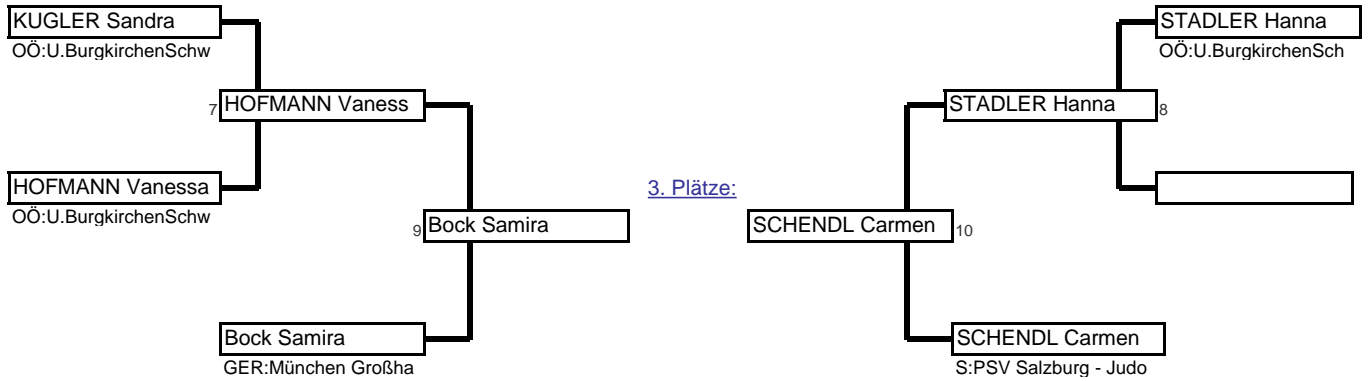 KUGLER Sandra
OÖ:U.BurgkirchenSchw
7 HOFMANN Vaness
HOFMANN Vanessa
OÖ:U.BurgkirchenSchw
9 Bock Samira
Bock Samira
GER:München Großha
3. Plätze:
STADLER Hanna
OÖ:U.BurgkirchenSch
STADLER Hanna 8
SCHENDL Carmen 10
SCHENDL Carmen
S:PSV Salzburg - Judo